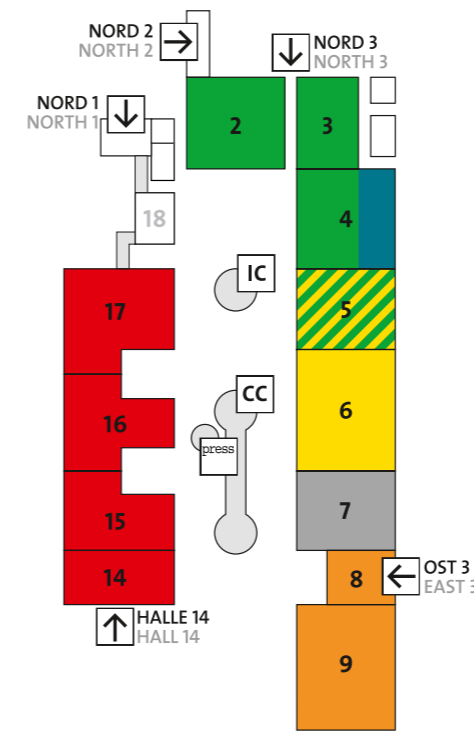 NORD 2
NORTH 2
NORD 3
NORTH 3
NORD 1
NORTH 1
2
3
18
4
IC
17
5
CC
16
6
press
15
7
14
8
OST 3
EAST 3
HALLE 14
HALL 14
9